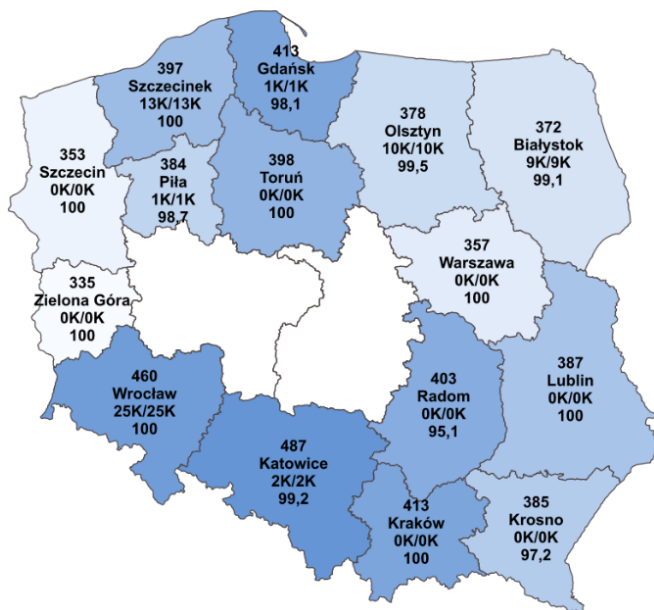 413
Gdańsk
1K/1K
98,1
397
Szczecinek
13K/13K
100
378
Olsztyn
10K/10K
99,5
372
Białystok
9K/9K
99,1
353
Szczecin
0K/0K
100
384
Piła
1K/1K
98,7
398
Toruń
0K/0K
100
357
Warszawa
0K/0K
100
335
Zielona Góra
0K/0K
100
387
Lublin
0K/0K
100
460
Wrocław
25K/25K
100
403
Radom
0K/0K
95,1
487
Katowice
2K/2K
99,2
413
Kraków
0K/0K
100
385
Krosno
0K/0K
97,2